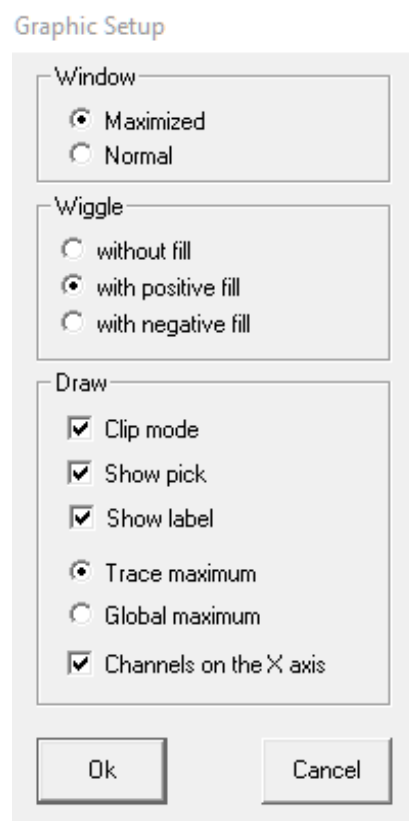 Graphic Setup
Window
Maximized
Normal
Wiggle
without fill
with positive fill
with negative fill
Draw
Clip mode
Show pick
Show label
Trace maximum
Global maximum
Channels on the X axis
Ok
Cancel